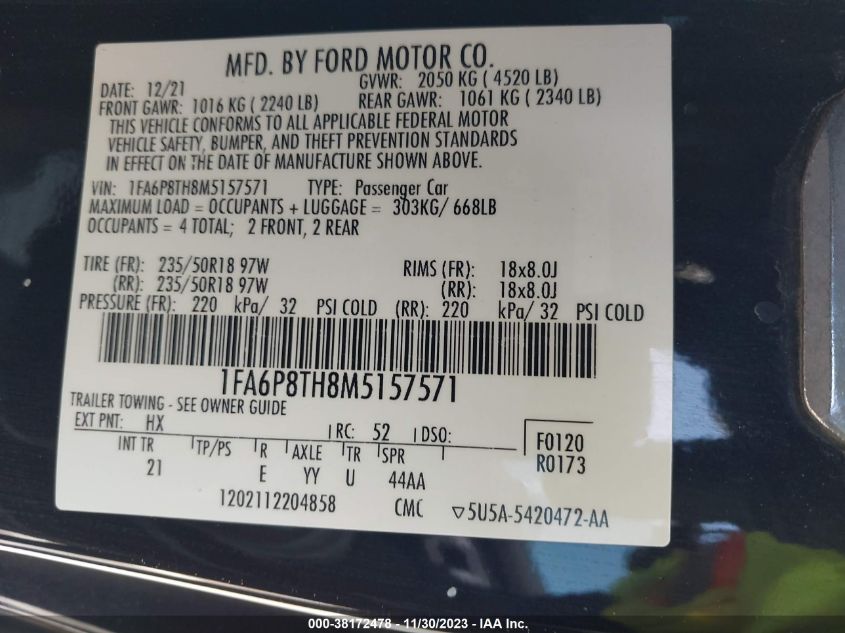 MFD. BY FORD MOTOR CO.
DATE: 12/21 GVWR: 2050 KG ( 4520 LB)
FRONT GAWR: 1016 KG ( 2240 LB) REAR GAWR: 1061 KG ( 2340 LB)
THIS VEHICLE CONFORMS TO ALL APPLICABLE FEDERAL MOTOR
VEHICLE SAFETY, BUMPER, AND THEFT PREVENTION STANDARDS
IN EFFECT ON THE DATE OF MANUFACTURE SHOWN ABOVE.
VIN: 1FA6P8TH8M5157571 TYPE: Passenger Car
MAXIMUM LOAD = OCCUPANTS + LUGGAGE = 303KG/ 668LB
OCCUPANTS = 4 TOTAL; 2 FRONT, 2 REAR
TIRE (FR): 235/50R18 97W RIMS (FR): 18x8.0J
(RR): 235/50R18 97W (RR): 18x8.0J
PRESSURE (FR): 220 kPa/ 32 PSI COLD (RR): 220 kPa/ 32 PSI COLD
1FA6P8TH8M5157571
TRAILER TOWING - SEE OWNER GUIDE
EXT PNT: HX RC: 52 DSO: F0120
INT TR TP/PS R AXLE TR SPR R0173
21 E YY U 44AA
1202112204858 CMC ▽5U5A-5420472-AA
000-38172478 - 11/30/2023 - IAA Inc.